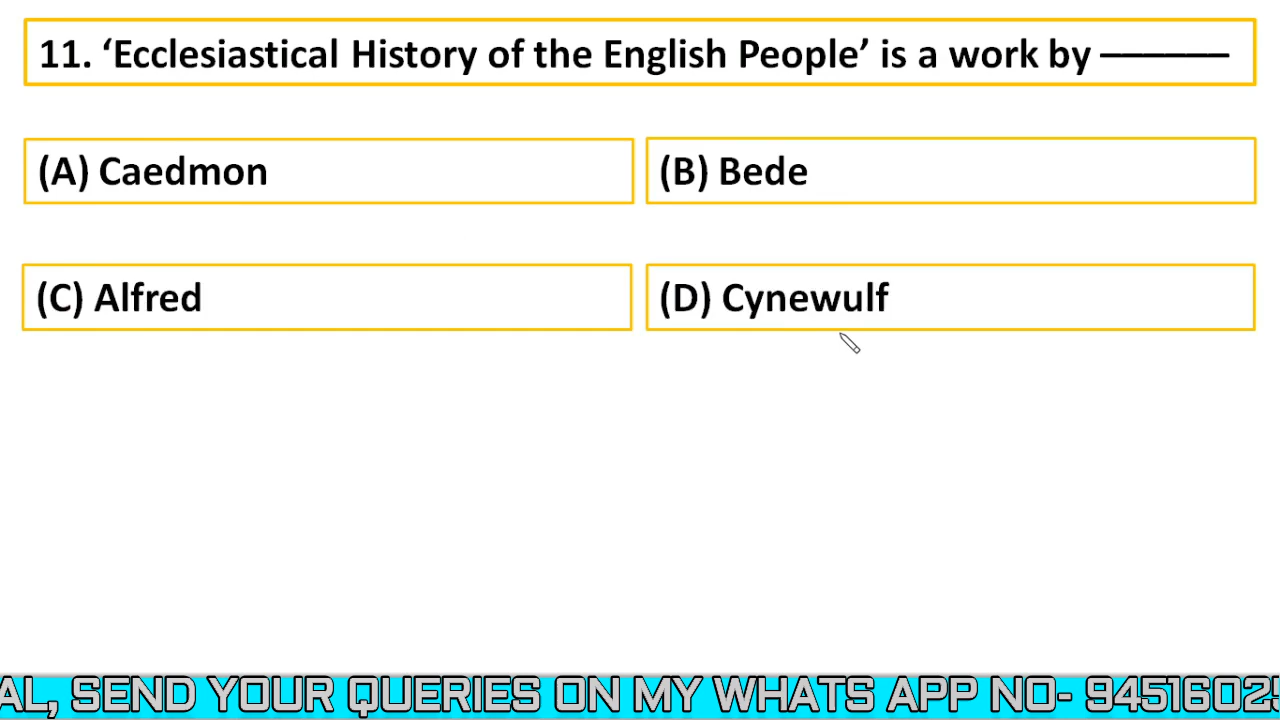 11. ‘Ecclesiastical History of the English People’ is a work by ———
(A) Caedmon
(B) Bede
(C) Alfred
(D) Cynewulf
AL, SEND YOUR QUERIES ON MY WHATS APP NO- 9451602